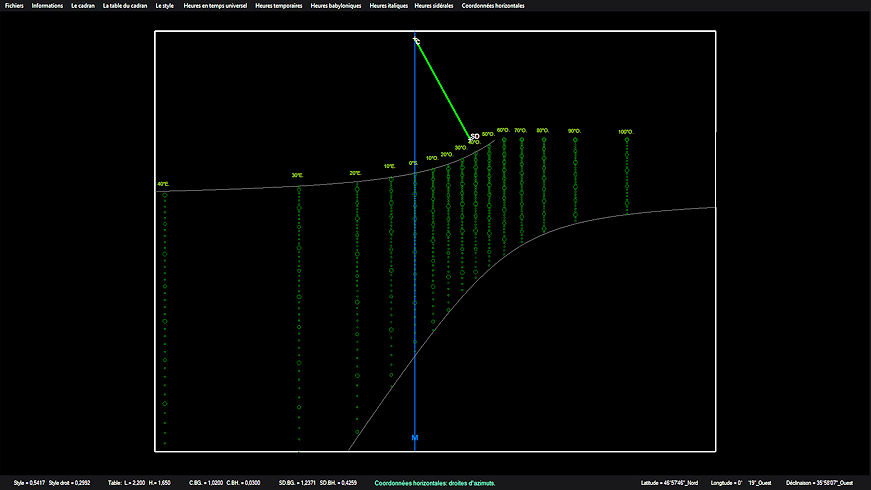 Fichiers Informations Le cadran La table du cadran Le style Heures en temps universel Heures temporaires Heures babyloniques Heures italiques Heures sidérales Coordonnées horizontales
C
SD
40°E. 30°E. 20°E. 10°E. 0°S. 10°O. 20°O. 30°O. 40°O. 50°O. 60°O. 70°O. 80°O. 90°O. 100°O.
M
Style = 0,5417 Style droit = 0,2992 Table: L = 2,200 H = 1,650 C.BG. = 1,0200 C.BH. = 0,0300 SD.BG. = 1,2371 SD.BH. = 0,4259 Coordonnées horizontales: droites d'azimuts. Latitude = 46°57'46"_Nord Longitude = 0° '19"_Ouest Déclinaison = 35°58'07"_Ouest